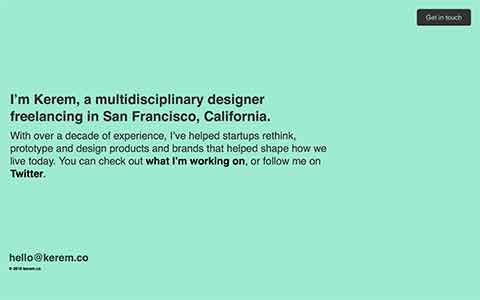 Get in touch
I'm Kerem, a multidisciplinary designer
freelancing in San Francisco, California.
With over a decade of experience, I've helped startups rethink,
prototype and design products and brands that helped shape how we
live today. You can check out what I'm working on, or follow me on
Twitter.
hello@kerem.co
kerem.co